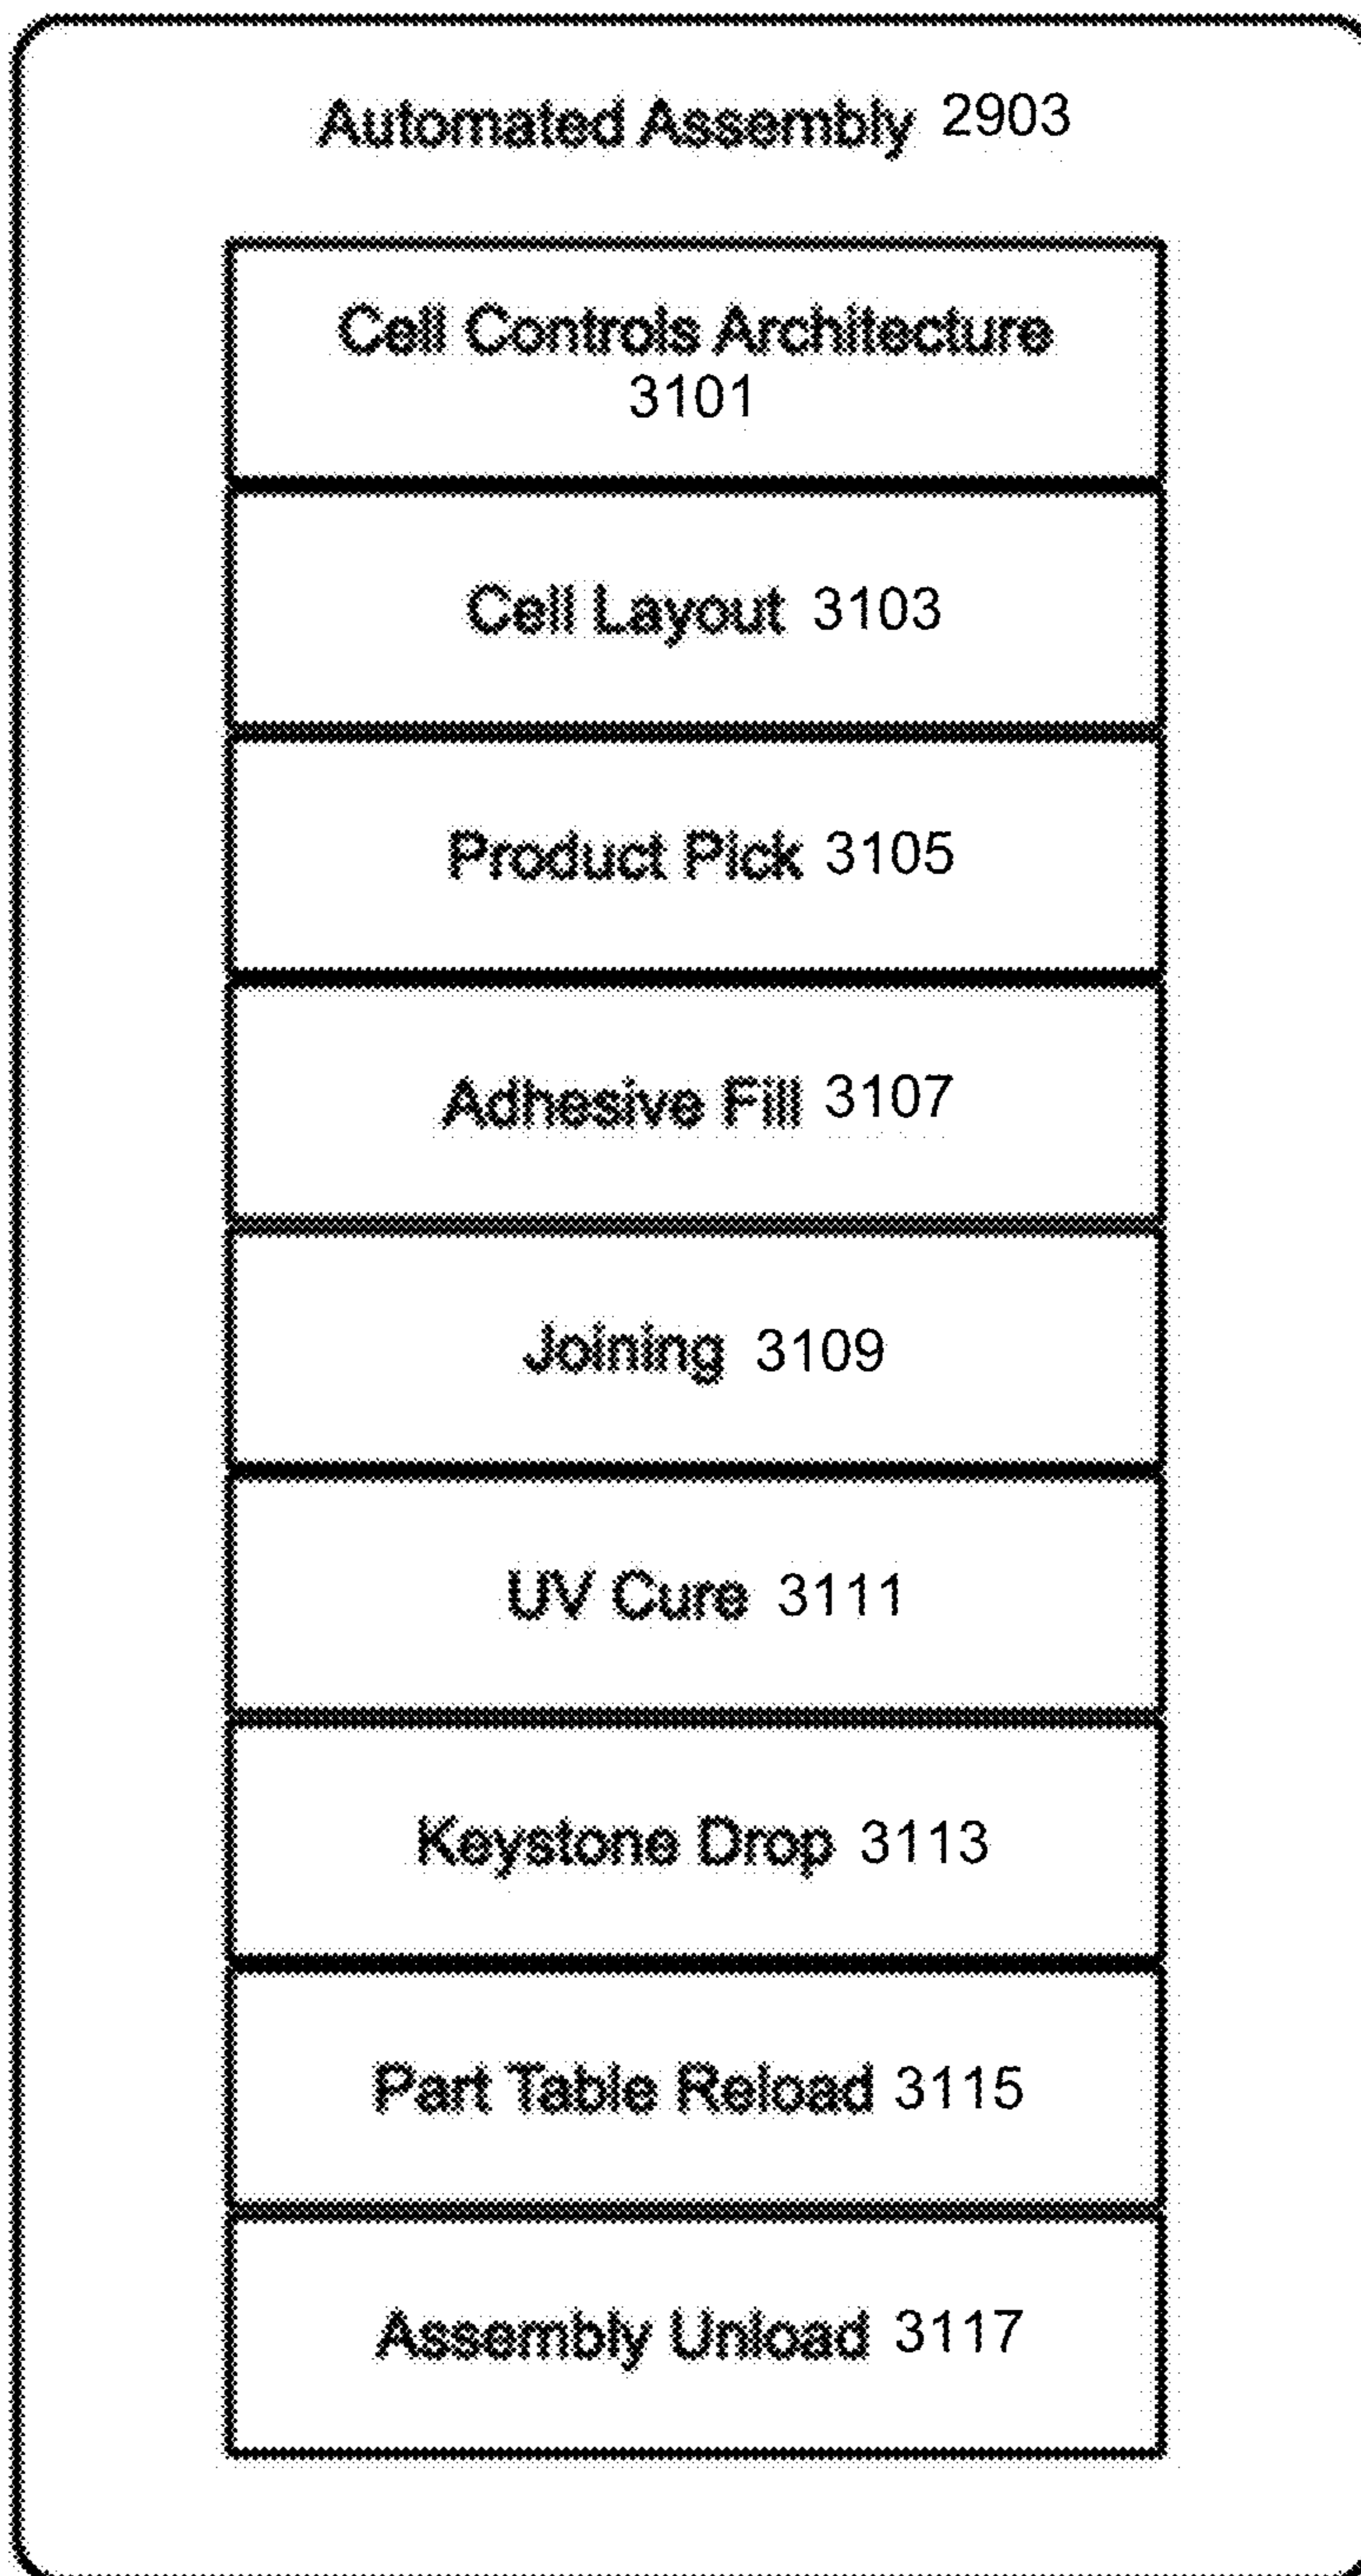 Automated Assembly 2903
Cell Controls Architecture
3101
Cell Layout 3103
Product Pick 3105
Adhesive Fill 3107
Joining 3109
UV Cure 3111
Keystone Drop 3113
Part Table Reload 3115
Assembly Unload 3117